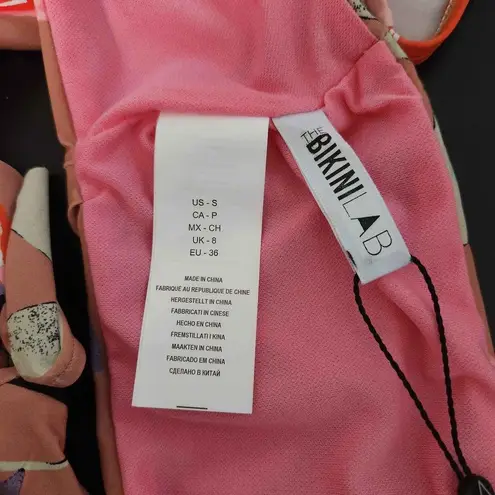 US - S
CA - P
MX - CH
UK - 8
EU - 36
MADE IN CHINA
FABRIQUÉ AU REPUBLIQUE DE CHINE
HERGESTELLT IN CHINA
FABBRICATI IN CINESE
HECHO EN CHINA
FREMSTILLATI I KINA
MAAKTEN IN CHINA
FABRICADO EM CHINA
СДЕЛАНО В КИТАЙ
THE
BIKINI LAB